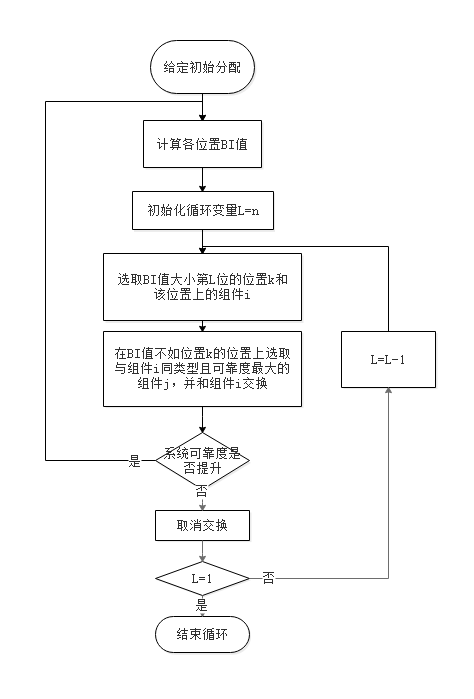 给定初始分配
计算各位置BI值
初始化循环变量L=n
选取BI值大小第L位的位置k和
该位置上的组件i
在BI值不如位置k的位置上选取
与组件i同类型且可靠度最大的
组件j，并和组件i交换
L=L-1
系统可靠度是
否提升
是
否
取消交换
L=1
否
是
结束循环